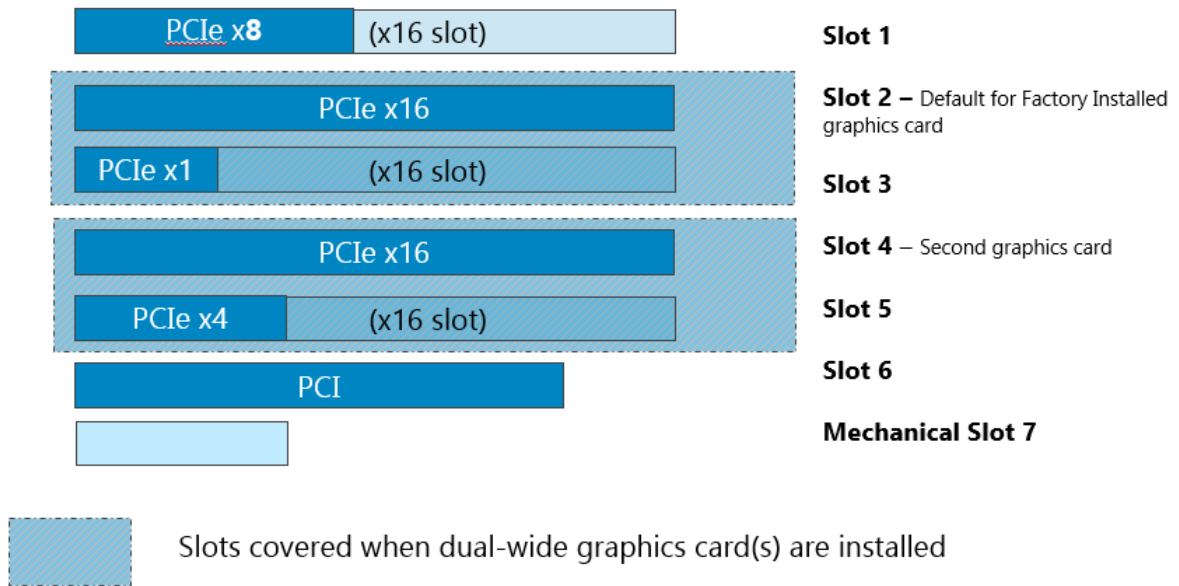 PCIe x8 (x16 slot) Slot 1
PCIe x16 Slot 2 – Default for Factory Installed
graphics card
PCIe x1 (x16 slot) Slot 3
PCIe x16 Slot 4 – Second graphics card
PCIe x4 (x16 slot) Slot 5
PCI Slot 6
Mechanical Slot 7
Slots covered when dual-wide graphics card(s) are installed